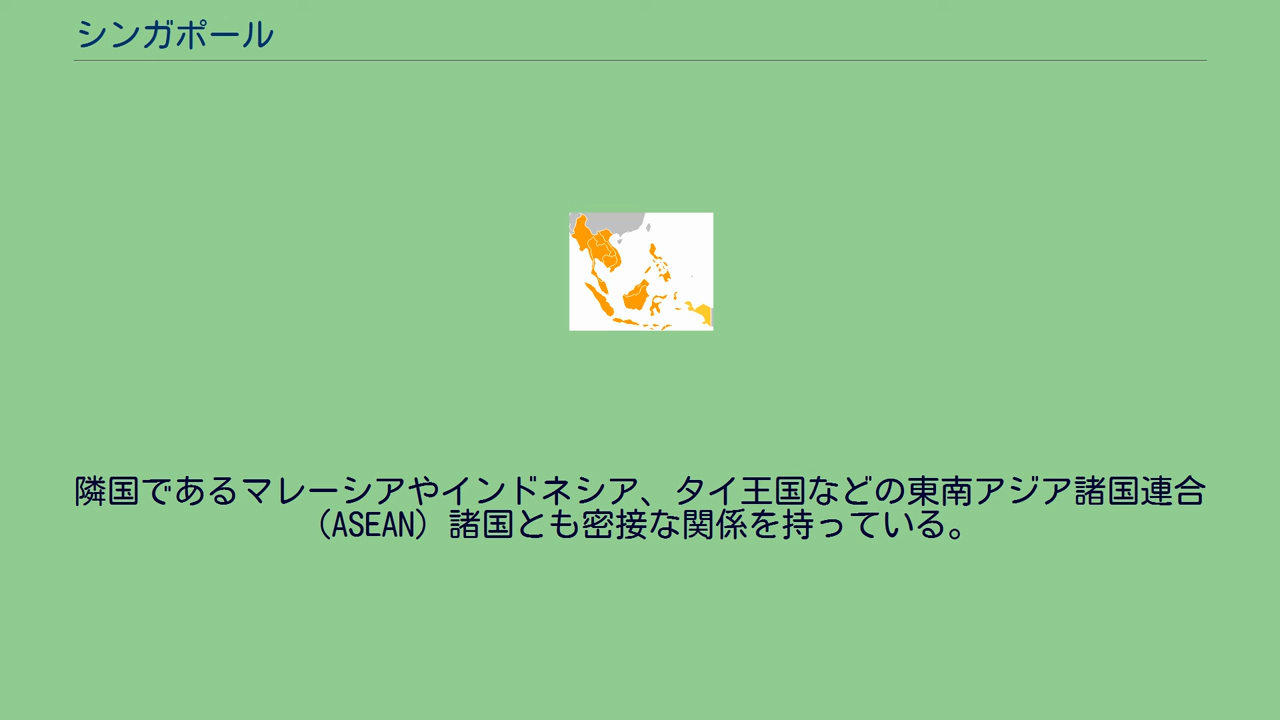 シンガポール
隣国であるマレーシアやインドネシア、タイ王国などの東南アジア諸国連合
（ASEAN）諸国とも密接な関係を持っている。